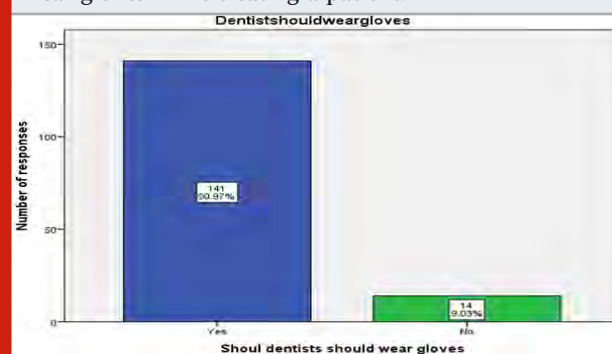 Dentistshouldweargloves
Number of responses
150
100
50
0
141
90.97%
14
9.03%
Yes
No
Shoul dentists should wear gloves